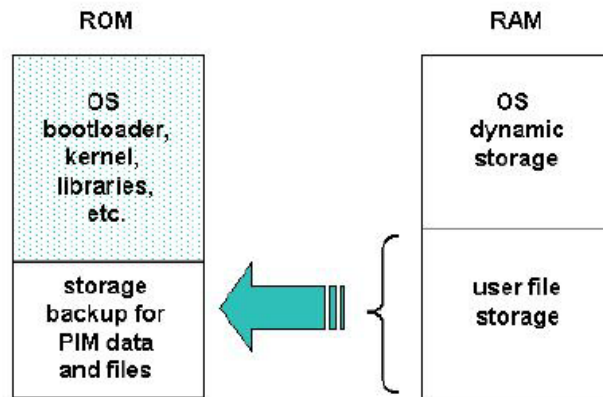 ROM
OS
bootloader,
kernel,
libraries,
etc.
storage
backup for
PIM data
and files
RAM
OS
dynamic
storage
user file
storage